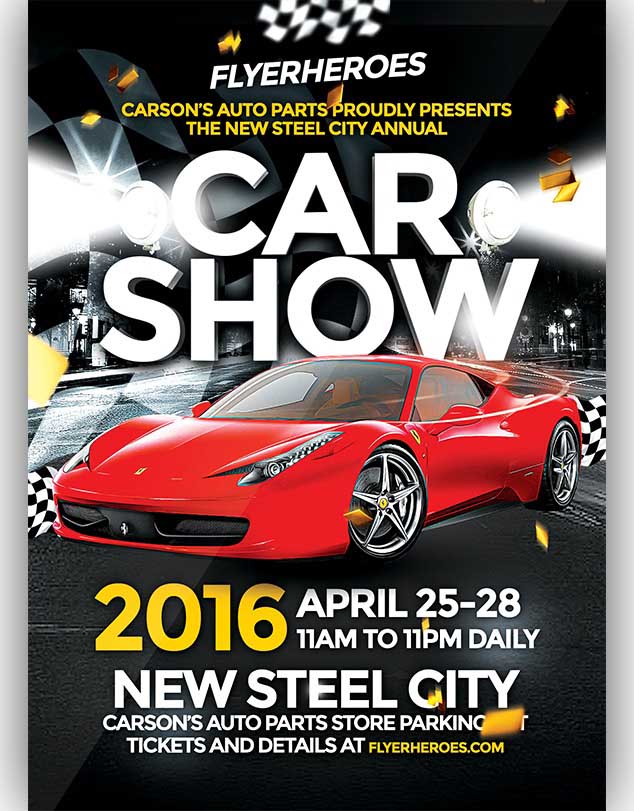 FLYERHEROES
CARSON'S AUTO PARTS PROUDLY PRESENTS
THE NEW STEEL CITY ANNUAL
CAR
SHOW
2016 APRIL 25-28
11AM TO 11PM DAILY
NEW STEEL CITY
CARSON'S AUTO PARTS STORE PARKING
TICKETS AND DETAILS AT FLYERHEROES.COM